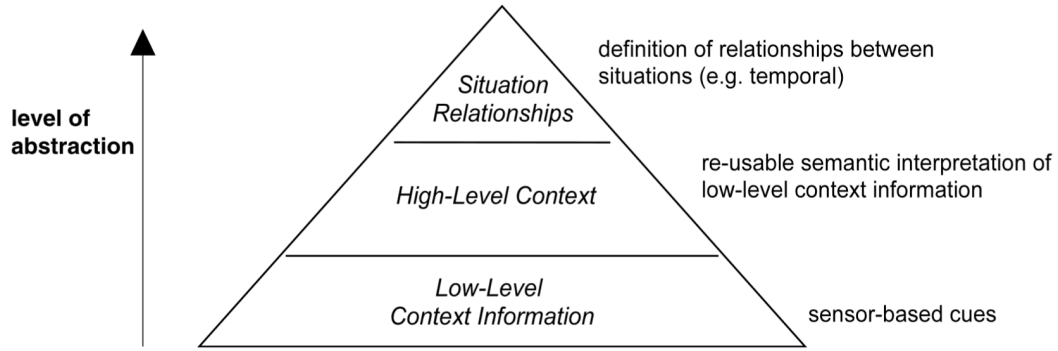 definition of relationships between
situations (e.g. temporal)
Situation
Relationships
level of
abstraction
re-usable semantic interpretation of
low-level context information
High-Level Context
Low-Level
Context Information
sensor-based cues